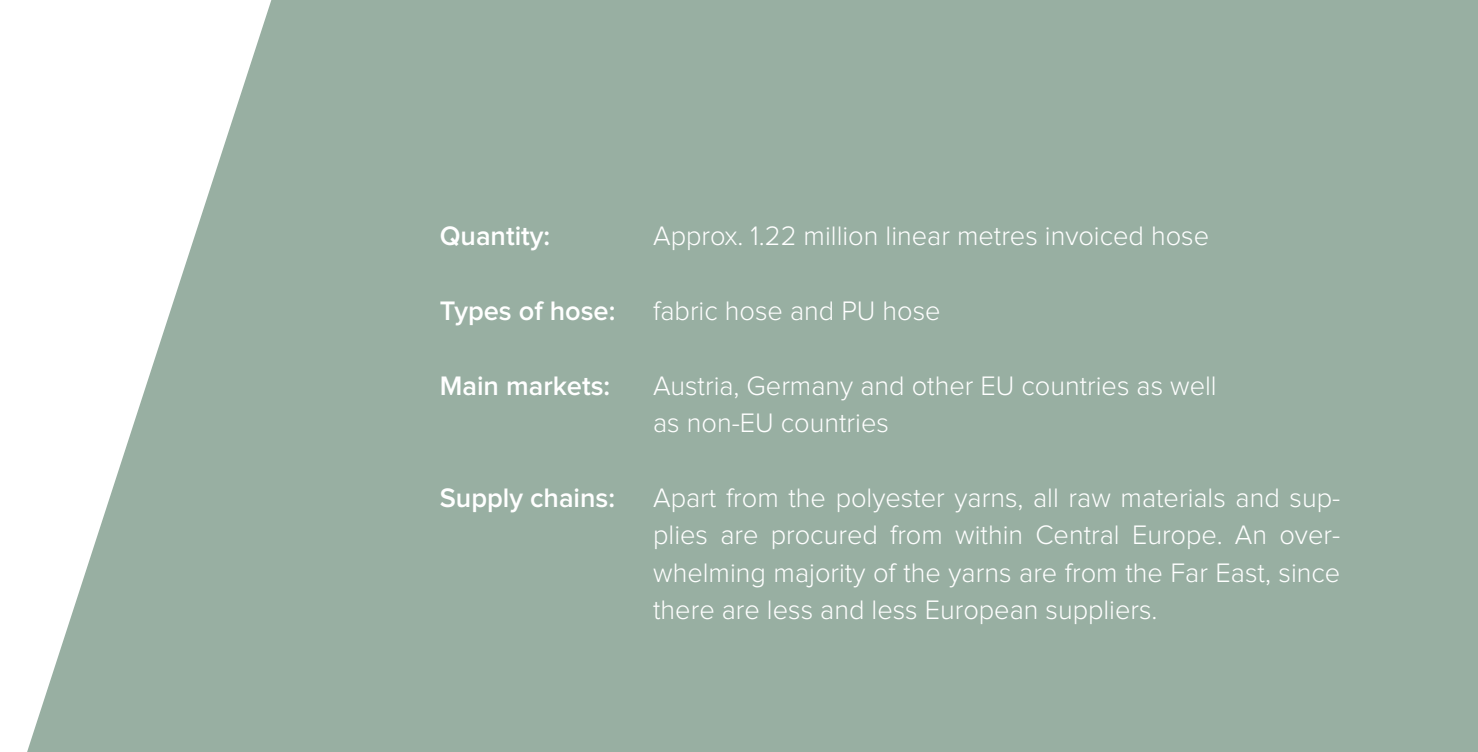 Quantity: Approx. 1.22 million linear metres invoiced hose
Types of hose: fabric hose and PU hose
Main markets: Austria, Germany and other EU countries as well
as non-EU countries
Supply chains: Apart from the polyester yarns, all raw materials and sup-
plies are procured from within Central Europe. An over-
whelming majority of the yarns are from the Far East, since
there are less and less European suppliers.